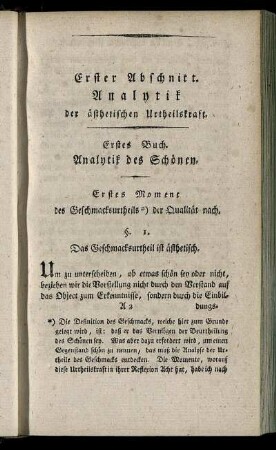 Erster Abschnitt.
Analytik
der ästhetischen Urtheilskraft.
Erstes Buch.
Analytik des Schönen.
Erstes Moment
des Geschmacksurtheils *) der Qualität nach.
§. 1.
Das Geschmacksurtheil ist ästhetisch.
Um zu unterscheiden, ob etwas schön sey oder nicht,
beziehen wir die Vorstellung nicht durch den Verstand auf
das Object zum Erkenntnisse, sondern durch die Einbil-
A 2 dungs-
*) Die Definition des Geschmacks, welche hier zum Grunde
gelegt wird, ist: daß er das Vermögen der Beurtheilung
des Schönen sey. Was aber dazu erfordert wird, um einen
Gegenstand schön zu nennen, das muß die Analyse der Ur-
theile des Geschmacks entdecken. Die Momente, worauf
diese Urtheilskraft in ihrer Reflexion Acht hat, habe ich nach